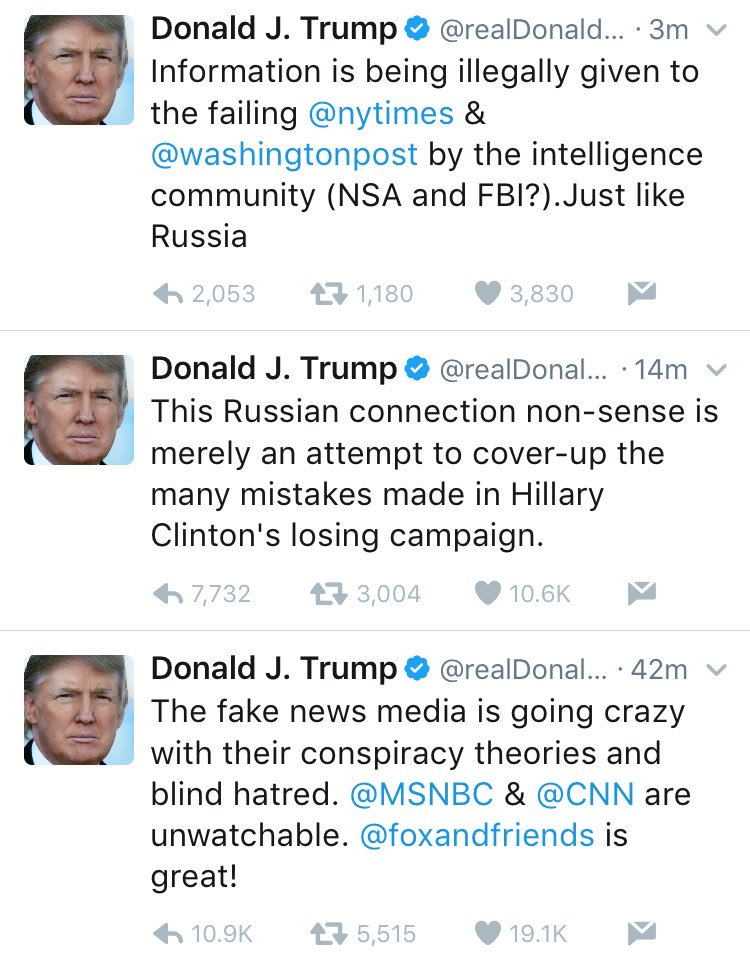 Donald J. Trump @realDonald... · 3m
Information is being illegally given to
the failing @nytimes &
@washingtonpost by the intelligence
community (NSA and FBI?).Just like
Russia
2,053 1,180 3,830
Donald J. Trump @realDonal... · 14m
This Russian connection non-sense is
merely an attempt to cover-up the
many mistakes made in Hillary
Clinton's losing campaign.
7,732 3,004 10.6K
Donald J. Trump @realDonal... · 42m
The fake news media is going crazy
with their conspiracy theories and
blind hatred. @MSNBC & @CNN are
unwatchable. @foxandfriends is
great!
10.9K 5,515 19.1K